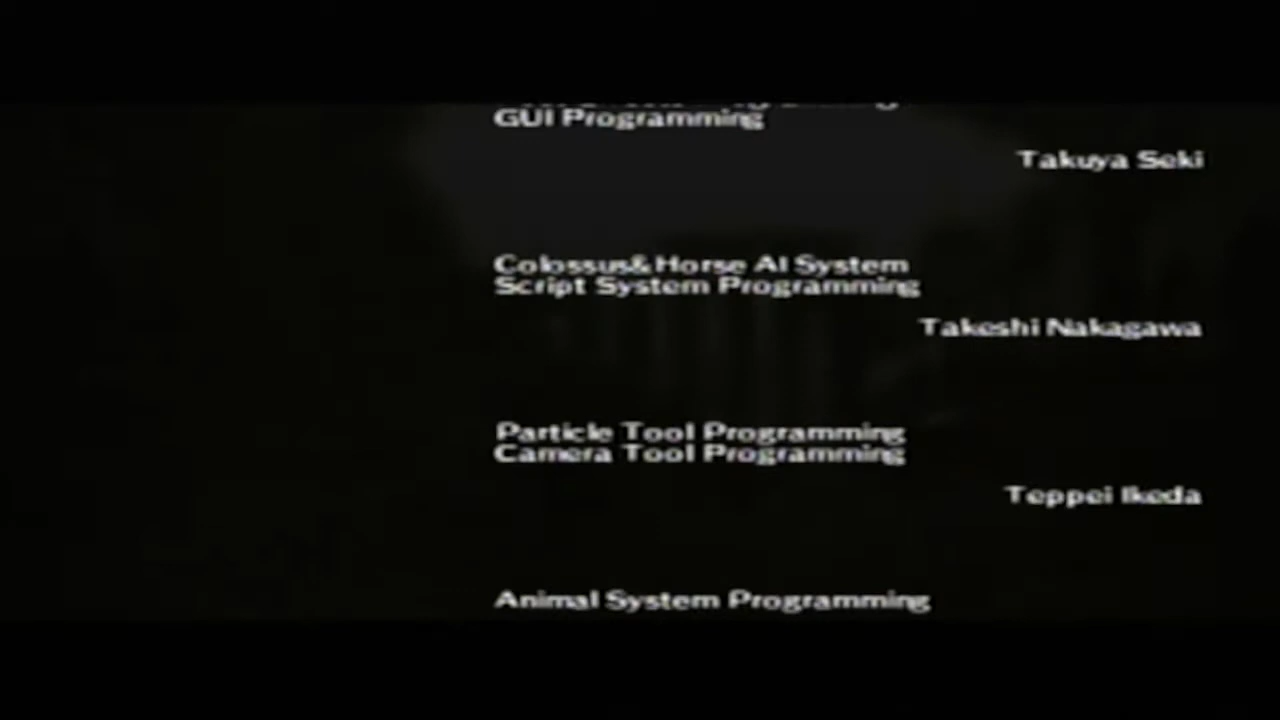 GUI Programming
Takuya Seki
Colossus&Horse AI System
Script System Programming
Takeshi Nakagawa
Particle Tool Programming
Camera Tool Programming
Teppei Ikeda
Animal System Programming